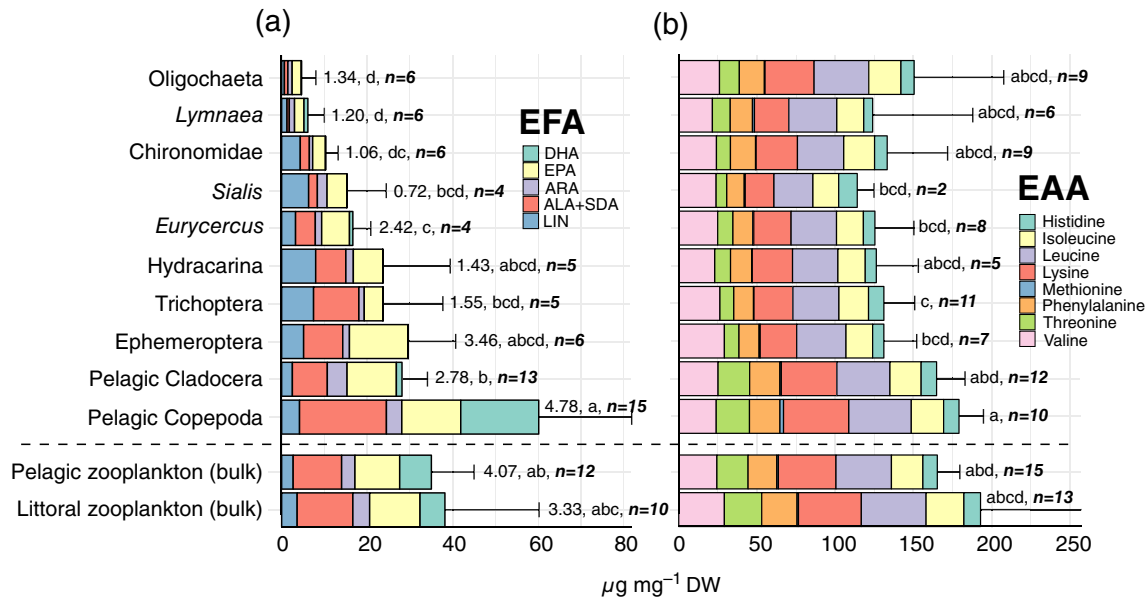 (a)
(b)
Oligochaeta
1.34, d, n=6
abcd, n=9
Lymnaea
1.20, d, n=6
abcd, n=6
Chironomidae
1.06, dc, n=6
abcd, n=9
Sialis
0.72, bcd, n=4
bcd, n=2
Eurycercus
2.42, c, n=4
bcd, n=8
Hydracarina
1.43, abcd, n=5
abcd, n=5
Trichoptera
1.55, bcd, n=5
c, n=11
Ephemeroptera
3.46, abcd, n=6
bcd, n=7
Pelagic Cladocera
2.78, b, n=13
abd, n=12
Pelagic Copepoda
4.78, a, n=15
a, n=10
Pelagic zooplankton (bulk)
4.07, ab, n=12
abd, n=15
Littoral zooplankton (bulk)
3.33, abc, n=10
abcd, n=13
EFA
DHA
EPA
ARA
ALA+SDA
LIN
EAA
Histidine
Isoleucine
Leucine
Lysine
Methionine
Phenylalanine
Threonine
Valine
0 20 40 60 80
0 50 100 150 200 250
µg mg⁻¹ DW